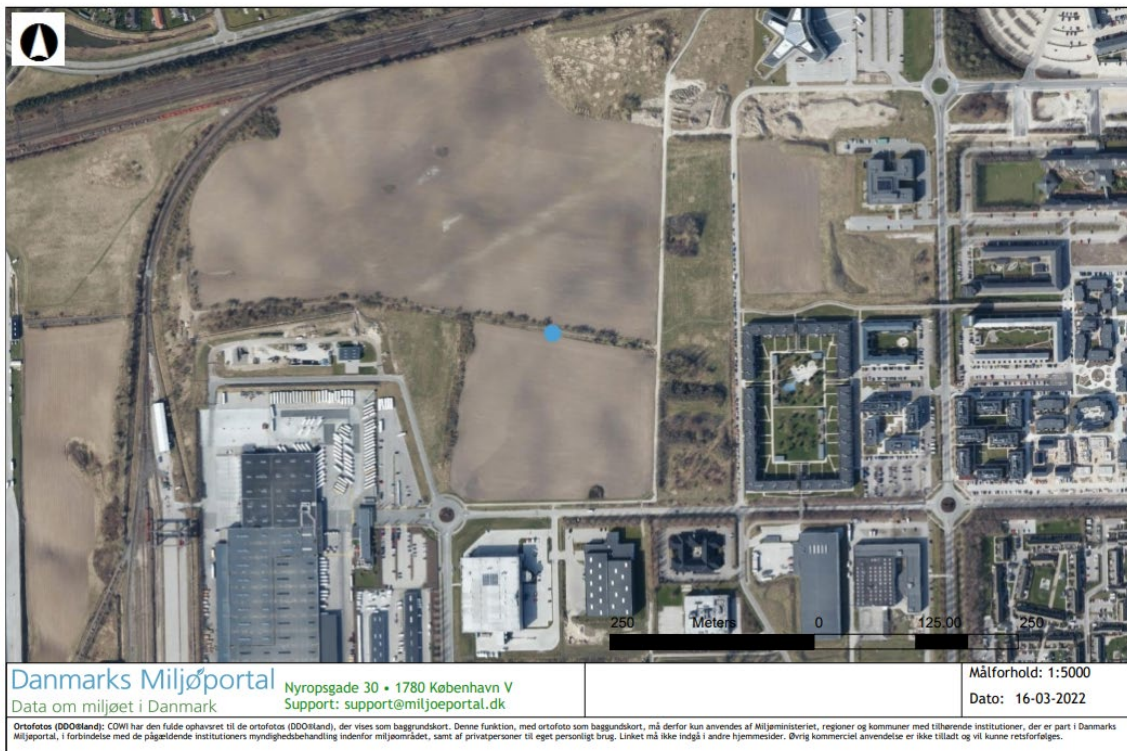 250 Meters 0 125.00 250
Danmarks Miljøportal
Data om miljøet i Danmark
Nyropsgade 30 • 1780 København V
Support: support@miljoeportal.dk
Målforhold: 1:5000
Dato: 16-03-2022
Ortofotos (DDO®land): COWI har den fulde ophavsret til de ortofotos (DDO®land), der vises som baggrundskort. Denne funktion, med ortofoto som baggundskort, må derfor kun anvendes af Miljøministeriet, regioner og kommuner med tilhørende institutioner, der er part i Danmarks
Miljøportal, i forbindelse med de pågældende institutioners myndighedsbehandling indenfor miljøområdet, samt af privatpersoner til eget personligt brug. Linket må ikke indgå i andre hjemmesider. Øvrig kommerciel anvendelse er ikke tilladt og vil kunne retsforfølges.